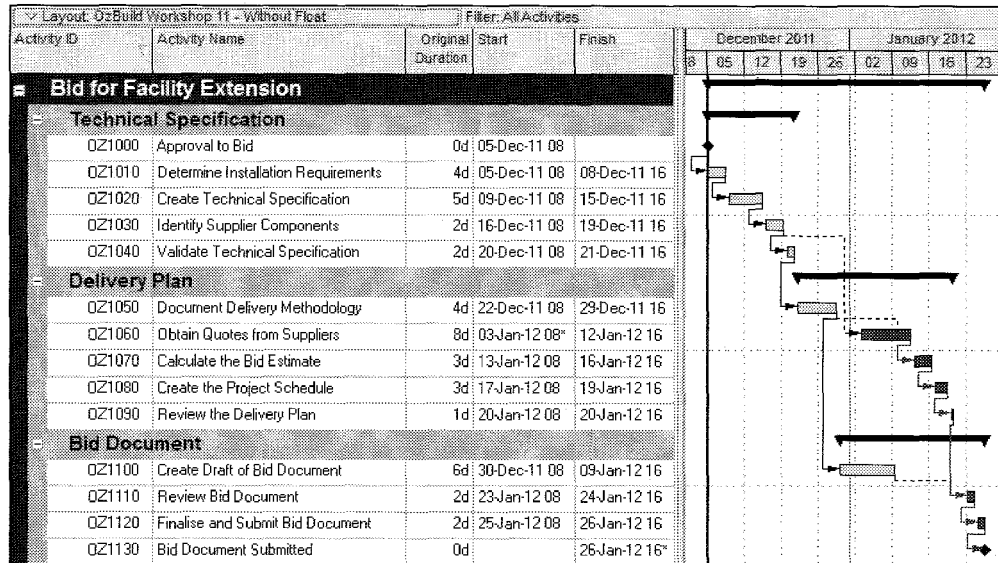 Layout: OzBuild Workshop 11 - Without Float Filter: All Activities
Activity ID Activity Name Original Duration Start Finish December 2011 January 2012
8 05 12 19 26 02 09 16 23
Bid for Facility Extension
Technical Specification
OZ1000 Approval to Bid 0d 05-Dec-11 08
OZ1010 Determine Installation Requirements 4d 05-Dec-11 08 08-Dec-11 16
OZ1020 Create Technical Specification 5d 09-Dec-11 08 15-Dec-11 16
OZ1030 Identify Supplier Components 2d 16-Dec-11 08 19-Dec-11 16
OZ1040 Validate Technical Specification 2d 20-Dec-11 08 21-Dec-11 16
Delivery Plan
OZ1050 Document Delivery Methodology 4d 22-Dec-11 08 29-Dec-11 16
OZ1060 Obtain Quotes from Suppliers 8d 03-Jan-12 08* 12-Jan-12 16
OZ1070 Calculate the Bid Estimate 3d 13-Jan-12 08 16-Jan-12 16
OZ1080 Create the Project Schedule 3d 17-Jan-12 08 19-Jan-12 16
OZ1090 Review the Delivery Plan 1d 20-Jan-12 08 20-Jan-12 16
Bid Document
OZ1100 Create Draft of Bid Document 6d 30-Dec-11 08 09-Jan-12 16
OZ1110 Review Bid Document 2d 23-Jan-12 08 24-Jan-12 16
OZ1120 Finalise and Submit Bid Document 2d 25-Jan-12 08 26-Jan-12 16
OZ1130 Bid Document Submitted 0d 26-Jan-12 16*